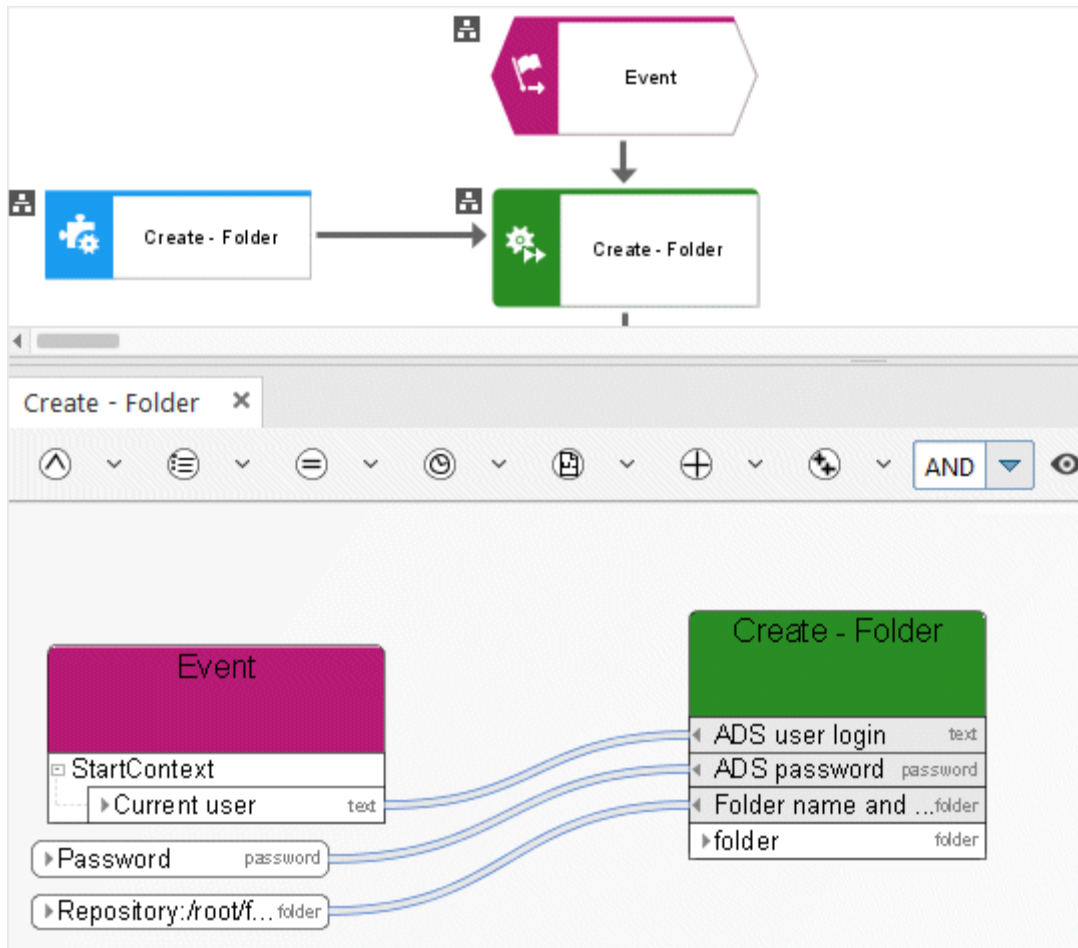 Event
Create - Folder
Create - Folder
Create - Folder
AND
Event
StartContext
Current user text
Password password
Repository:/root/f... folder
Create - Folder
ADS user login text
ADS password password
Folder name and ...folder
folder folder